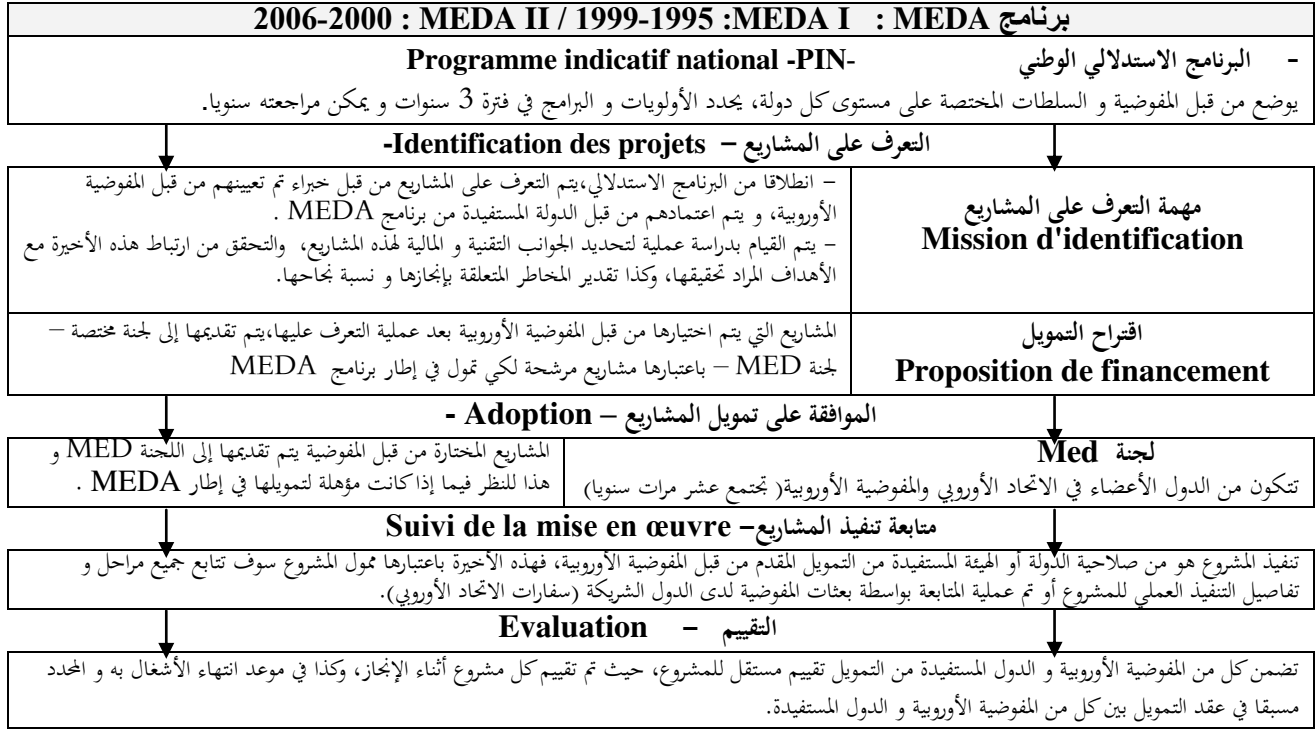 برنامج MEDA : MEDA I: 1995-1999 / MEDA II : 2000-2006
- البرنامج الاستدلالي الوطني -Programme indicatif national -PIN
يوضع من قبل المفوضية و السلطات المختصة على مستوى كل دولة، يحدد الأولويات و البرامج في فترة 3 سنوات و يمكن مراجعته سنويا.
التعرف على المشاريع – Identification des projets-
مهمة التعرف على المشاريع
Mission d'identification
– انطلاقا من البرنامج الاستدلالي،يتم التعرف على المشاريع من قبل خبراء تم تعيينهم من قبل المفوضية
الأوروبية، و يتم اعتمادهم من قبل الدولة المستفيدة من برنامج MEDA .
– يتم القيام بدراسة عملية لتحديد الجوانب التقنية و المالية لهذه المشاريع، والتحقق من ارتباط هذه الأخيرة مع
الأهداف المراد تحقيقها، وكذا تقدير المخاطر المتعلقة بإنجازها و نسبة نجاحها.
اقتراح التمويل
Proposition de financement
المشاريع التي يتم اختيارها من قبل المفوضية الأوروبية بعد عملية التعرف عليها،يتم تقديمها إلى لجنة مختصة –
لجنة MED – باعتبارها مشاريع مرشحة لكي تمول في إطار برنامج MEDA
الموافقة على تمويل المشاريع – Adoption -
لجنة Med
تتكون من الدول الأعضاء في الاتحاد الأوروبي والمفوضية الأوروبية( تجتمع عشر مرات سنويا)
المشاريع المختارة من قبل المفوضية يتم تقديمها إلى اللجنة MED و
هذا للنظر فيما إذا كانت مؤهلة لتمويلها في إطار MEDA .
متابعة تنفيذ المشاريع– Suivi de la mise en œuvre
تنفيذ المشروع هو من صلاحية الدولة أو الهيئة المستفيدة من التمويل المقدم من قبل المفوضية الأوروبية، فهذه الأخيرة باعتبارها ممول المشروع سوف تتابع جميع مراحل و
تفاصيل التنفيذ العملي للمشروع أو تم عملية المتابعة بواسطة بعثات المفوضية لدى الدول الشريكة (سفارات الاتحاد الأوروبي).
التقييم – Evaluation
تضمن كل من المفوضية الأوروبية و الدول المستفيدة من التمويل تقييم مستقل للمشروع، حيث تم تقييم كل مشروع أثناء الإنجاز، وكذا في موعد انتهاء الأشغال به و المحدد
مسبقا في عقد التمويل بين كل من المفوضية الأوروبية و الدول المستفيدة.